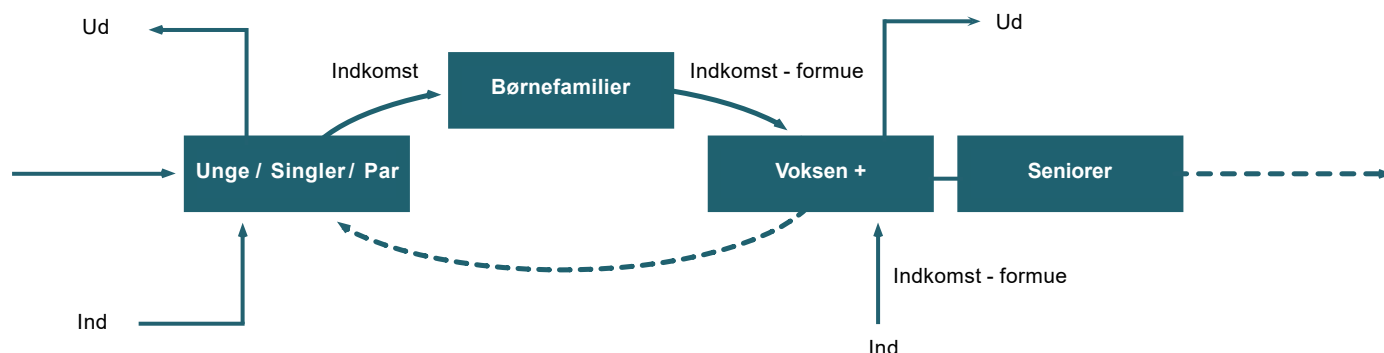 Ud
Ud
Indkomst
Indkomst - formue
Børnefamilier
Unge / Singler / Par
Voksen +
Seniorer
Indkomst - formue
Ind
Ind